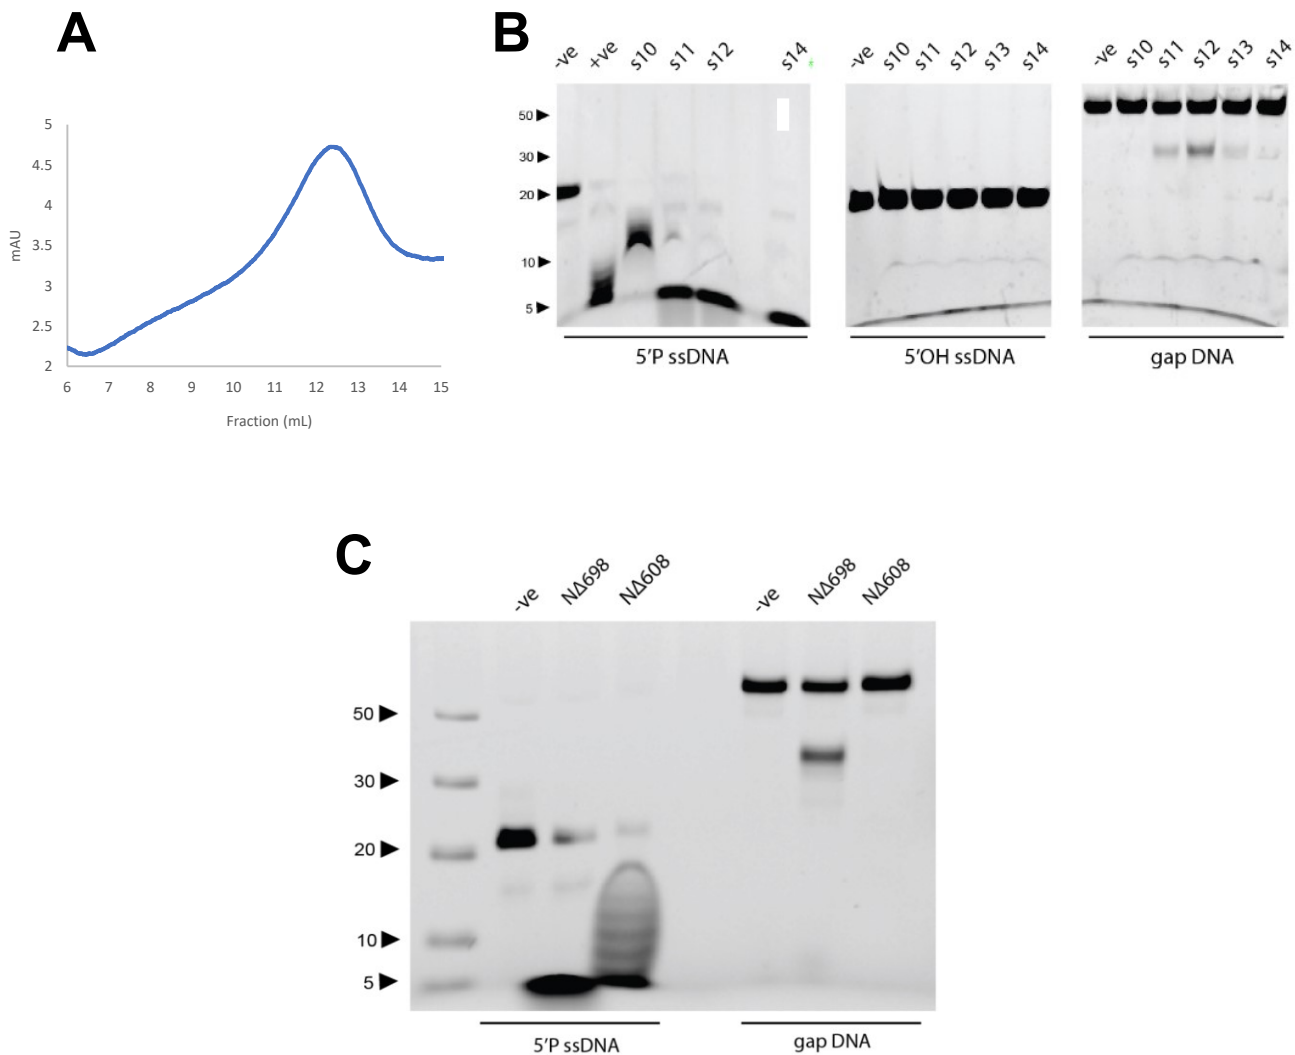 A
5
4.5
4
3.5
3
2.5
2
mAU
6 7 8 9 10 11 12 13 14 15
Fraction (mL)
B
-ve +ve s10 s11 s12 s14
50
30
20
10
5
5'P ssDNA
-ve s10 s11 s12 s13 s14
5'OH ssDNA
-ve s10 s11 s12 s13 s14
gap DNA
C
-ve NΔ698 NΔ608
-ve NΔ698 NΔ608
50
30
20
10
5
5'P ssDNA
gap DNA